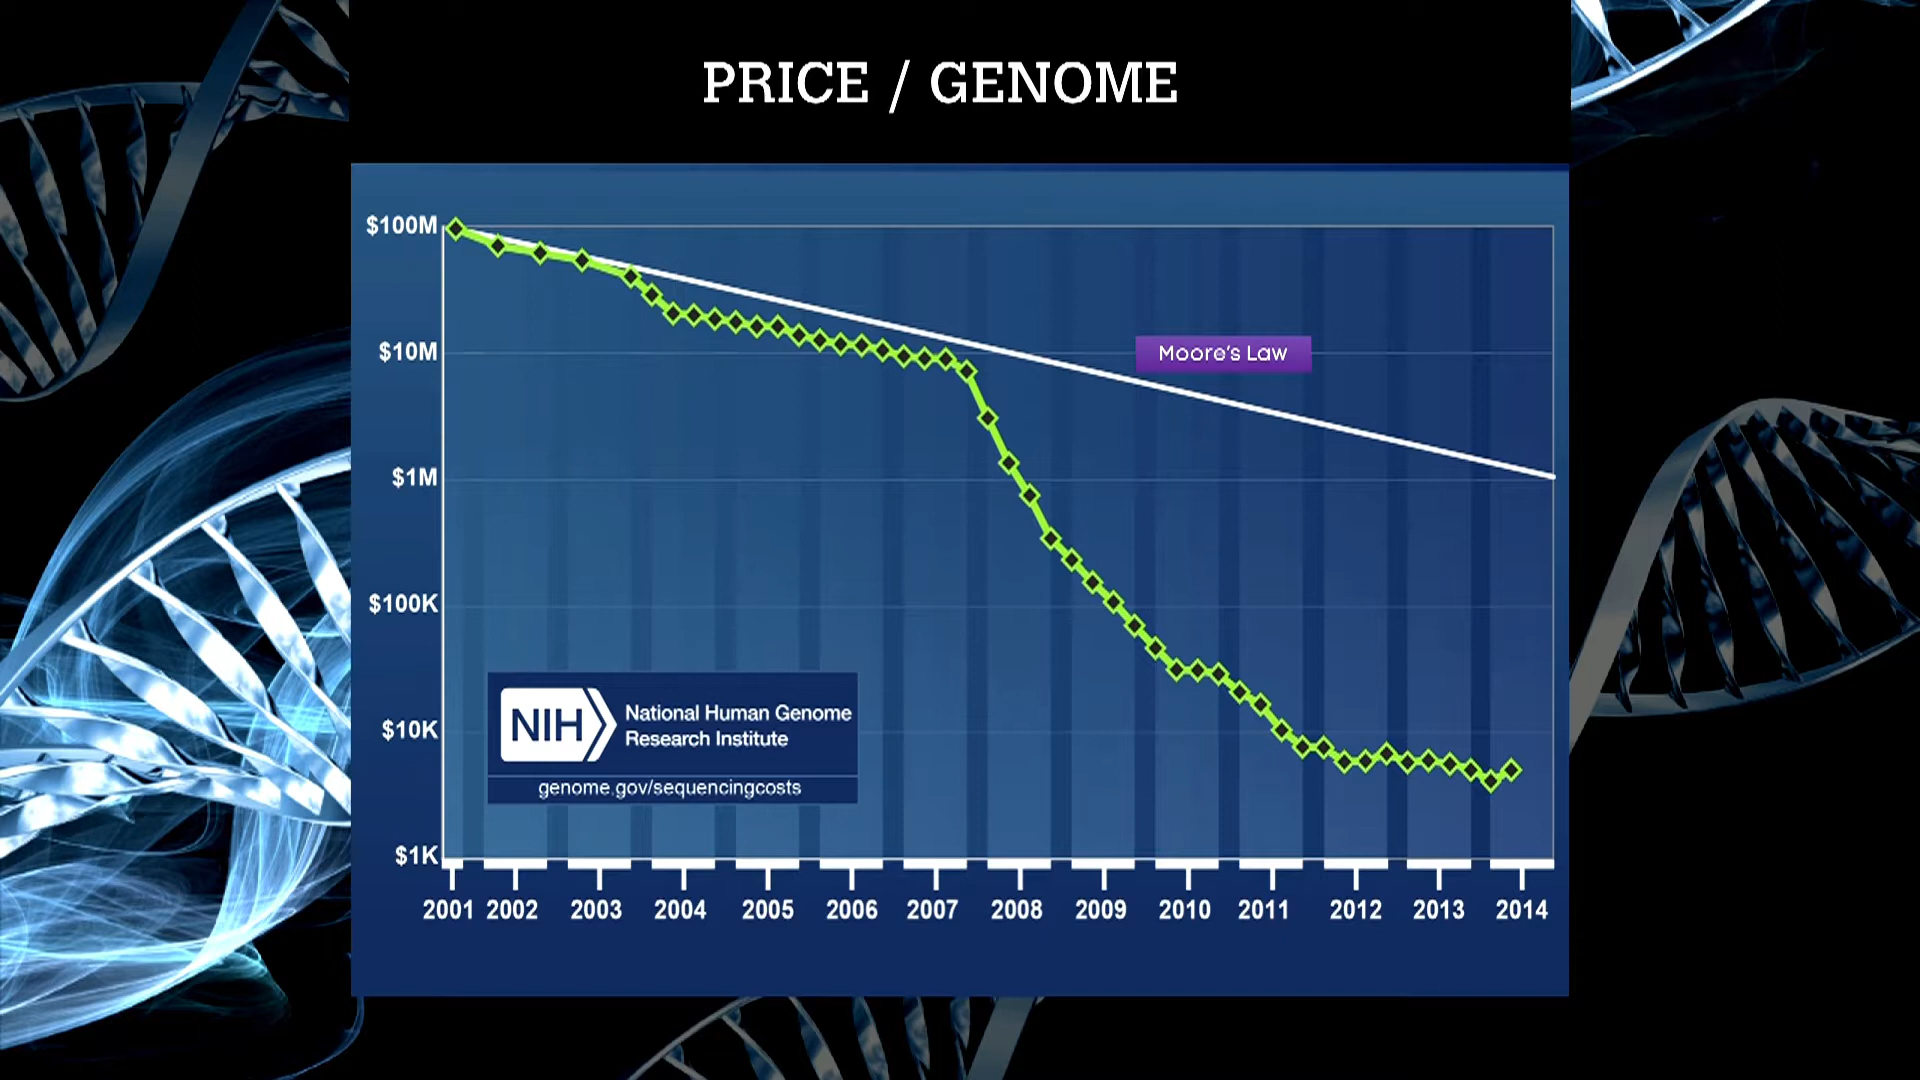 PRICE / GENOME
$100M
$10M
$1M
$100K
$10K
$1K
Moore's Law
NIH
National Human Genome
Research Institute
genome.gov/sequencingcosts
2001 2002 2003 2004 2005 2006 2007 2008 2009 2010 2011 2012 2013 2014